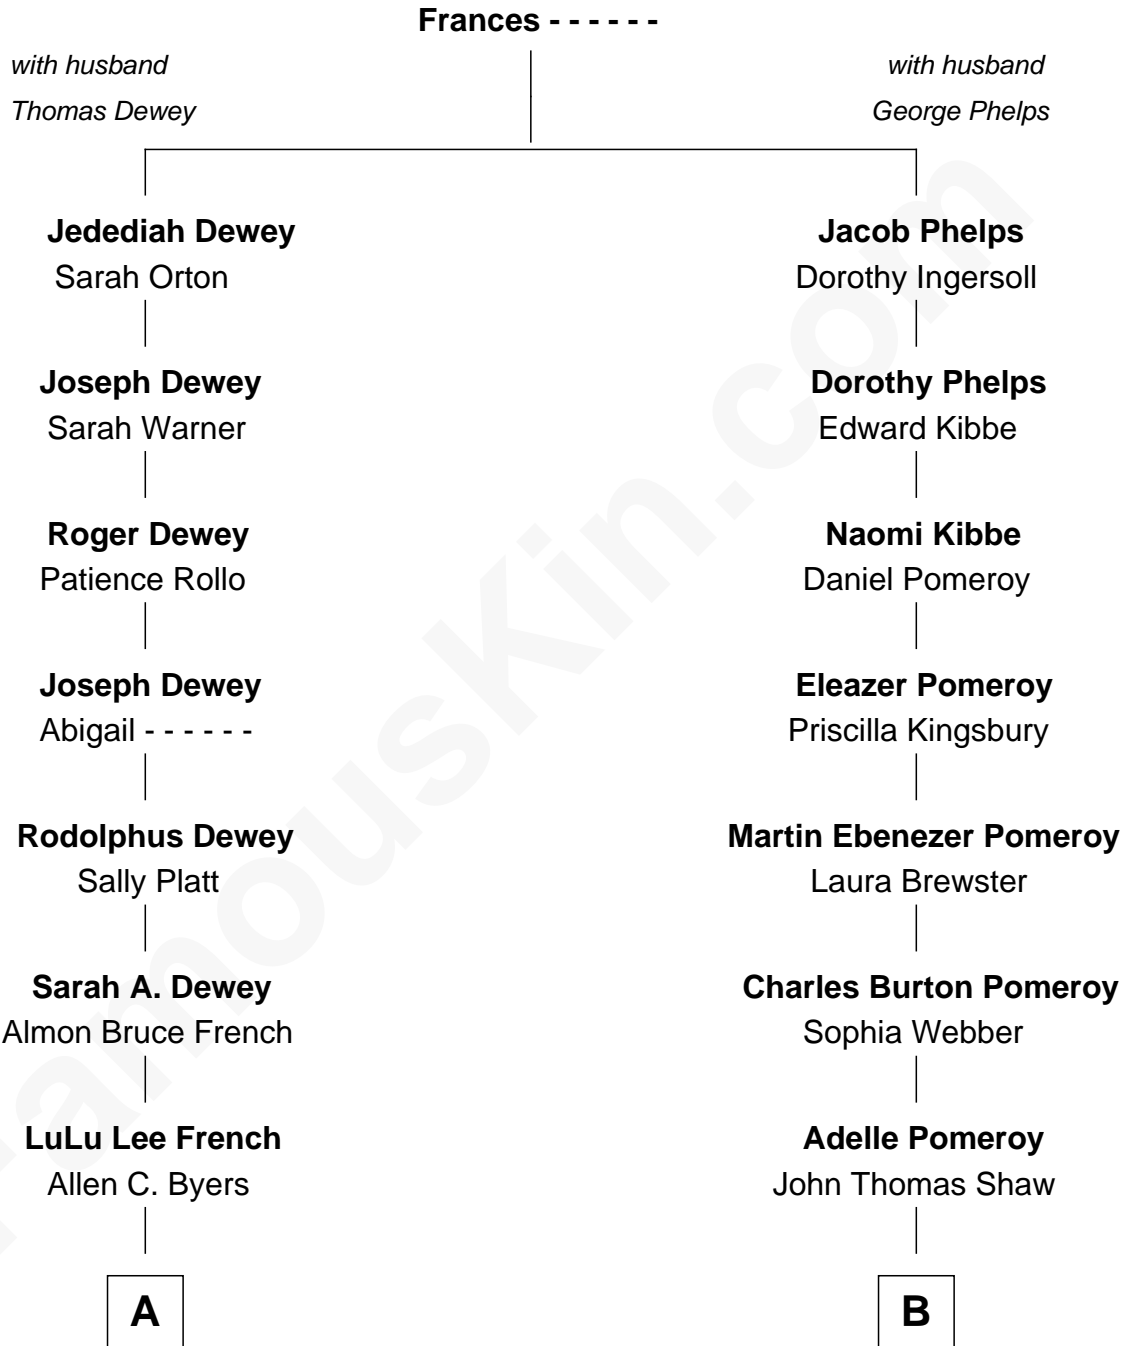 Frances - - - - - -
with husband
Thomas Dewey
with husband
George Phelps
Jedediah Dewey
Sarah Orton
Jacob Phelps
Dorothy Ingersoll
Joseph Dewey
Sarah Warner
Dorothy Phelps
Edward Kibbe
Roger Dewey
Patience Rollo
Naomi Kibbe
Daniel Pomeroy
Joseph Dewey
Abigail - - - - - -
Eleazer Pomeroy
Priscilla Kingsbury
Rodolphus Dewey
Sally Platt
Martin Ebenezer Pomeroy
Laura Brewster
Sarah A. Dewey
Almon Bruce French
Charles Burton Pomeroy
Sophia Webber
LuLu Lee French
Allen C. Byers
Adelle Pomeroy
John Thomas Shaw
A
B
FamousKin.com